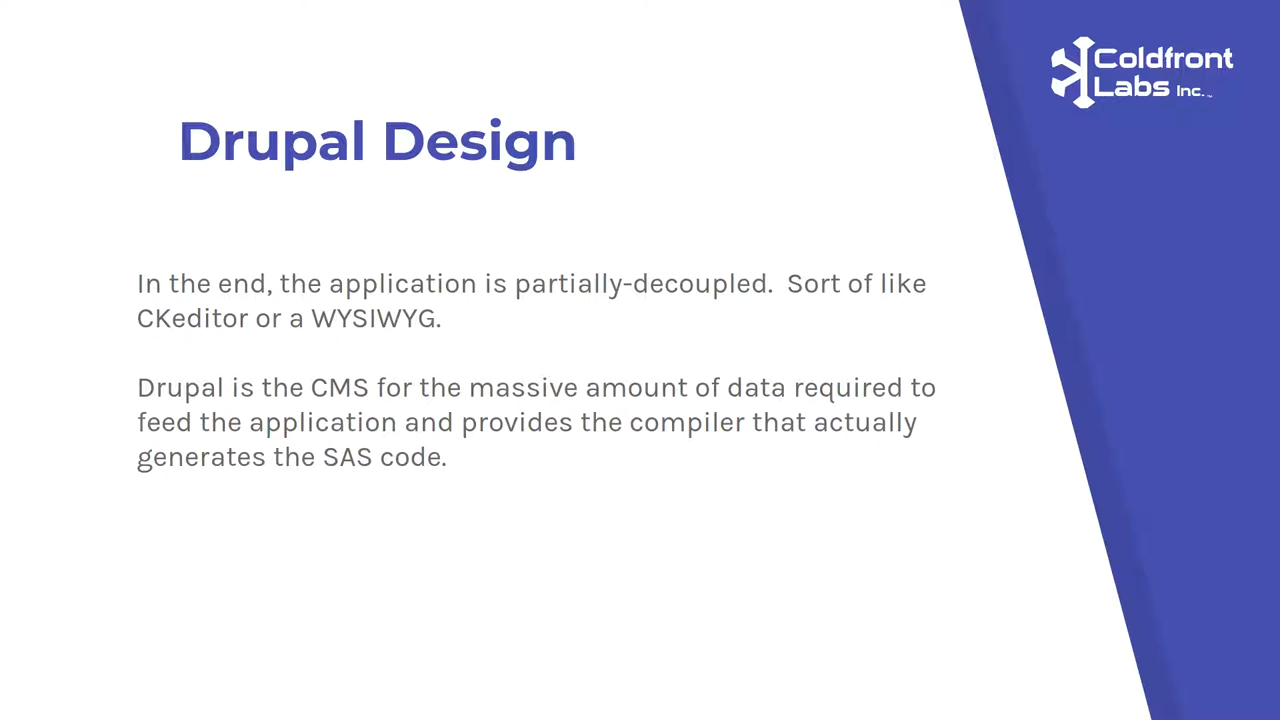 Coldfront
Labs Inc.™
Drupal Design
In the end, the application is partially-decoupled.  Sort of like
CKeditor or a WYSIWYG.
Drupal is the CMS for the massive amount of data required to
feed the application and provides the compiler that actually
generates the SAS code.